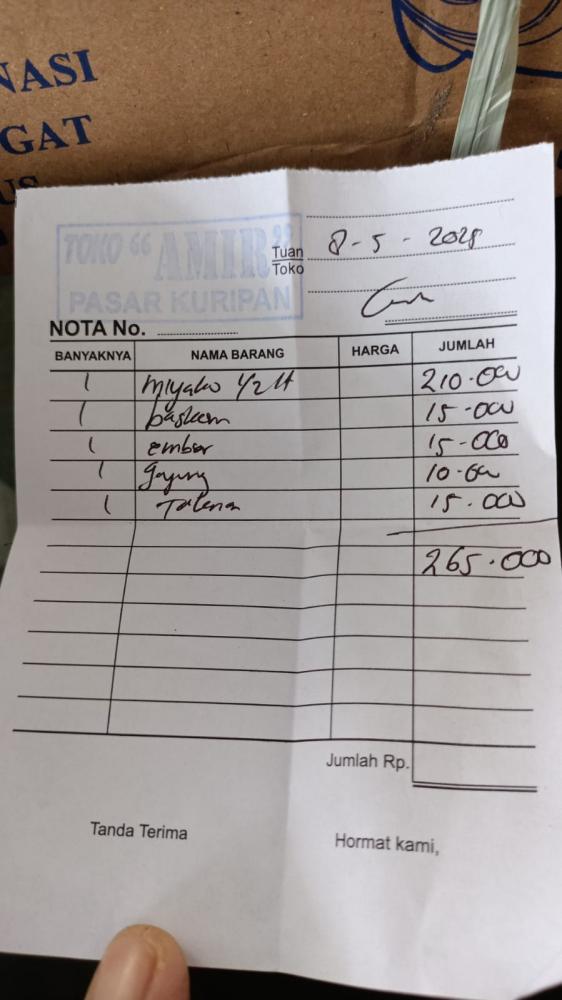 NASI
GAT
US
TOKO "AMIR"
PASAR KURIPAN
Tuan 8-5-2025
Toko
NOTA No.
BANYAKNYA NAMA BARANG HARGA JUMLAH
1 Miyako 1/2 lt 210.000
1 baskom 15-000
1 ember 15-000
1 gayung 10.000
1 15.000
265.000
Jumlah Rp.
Tanda Terima Hormat kami,